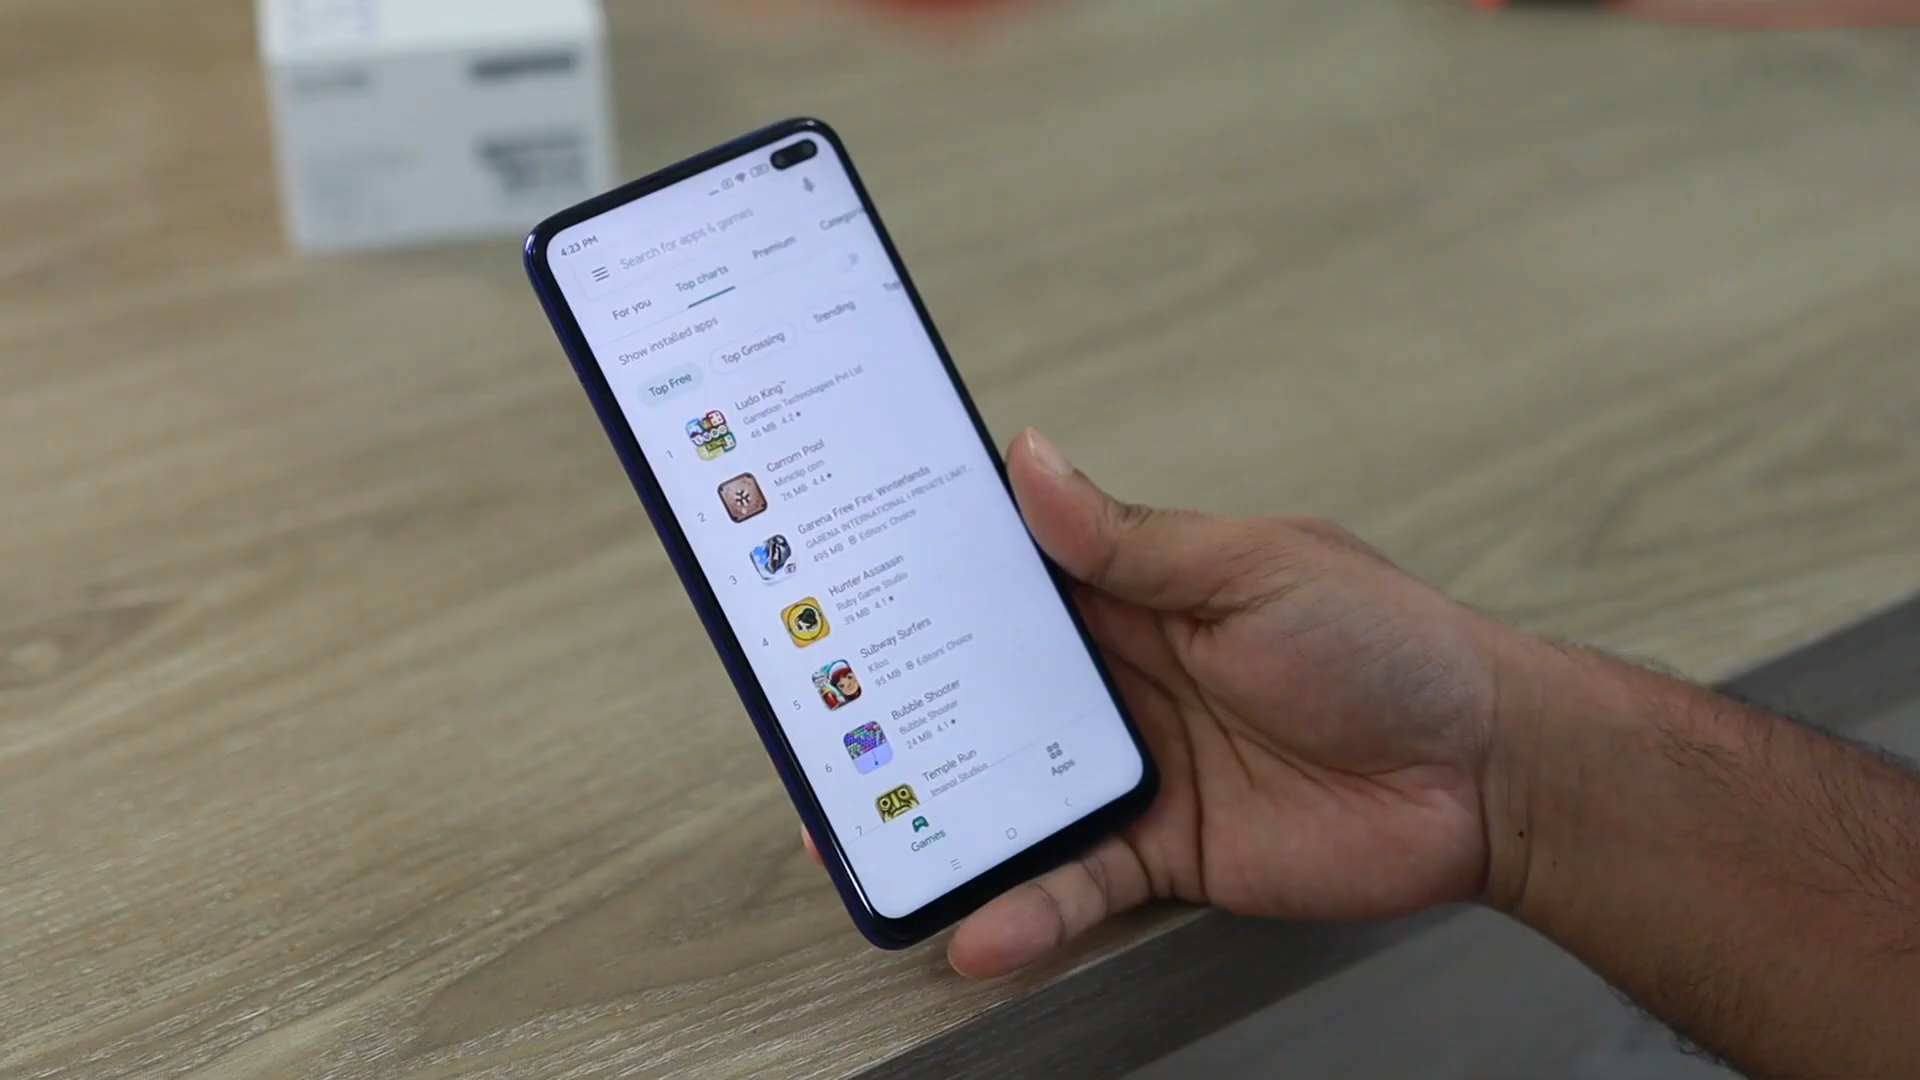 4:23 PM
Search for apps & games
For you
Top charts
Premium
Show installed apps
Top Free
Top Grossing
Trending
1
Ludo King™
Gametion Technologies Pvt Ltd
46 MB 4.2★
2
Carrom Pool
Miniclip.com
26 MB 4.4★
3
Garena Free Fire: Winterlands
GARENA INTERNATIONAL I PRIVATE LIMIT...
495 MB Editors' Choice
4
Hunter Assassin
Ruby Game Studio
39 MB 4.1★
5
Subway Surfers
Kiloo
95 MB Editors' Choice
6
Bubble Shooter
Bubble Shooter
24 MB 4.1★
7
Temple Run
Imangi Studios
Games
Apps